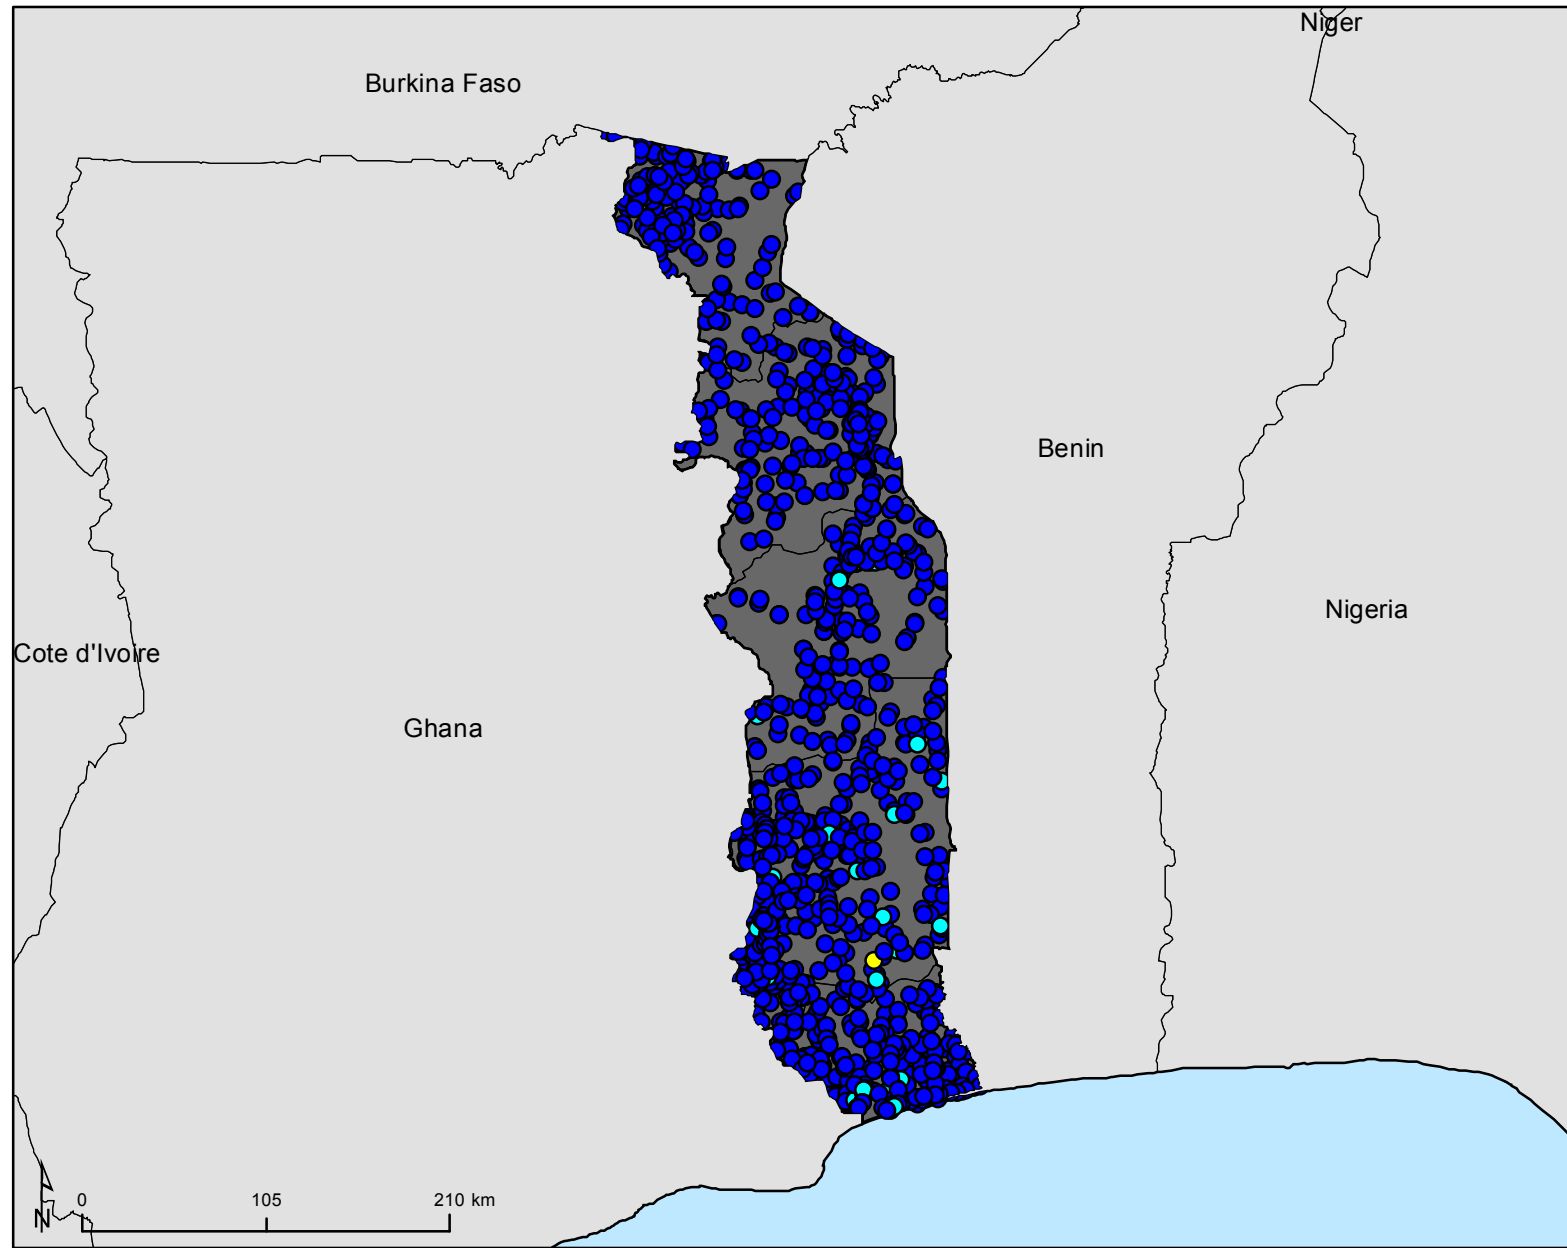 Niger
Burkina Faso
Benin
Nigeria
Cote d'Ivoire
Ghana
0 105 210 km
N